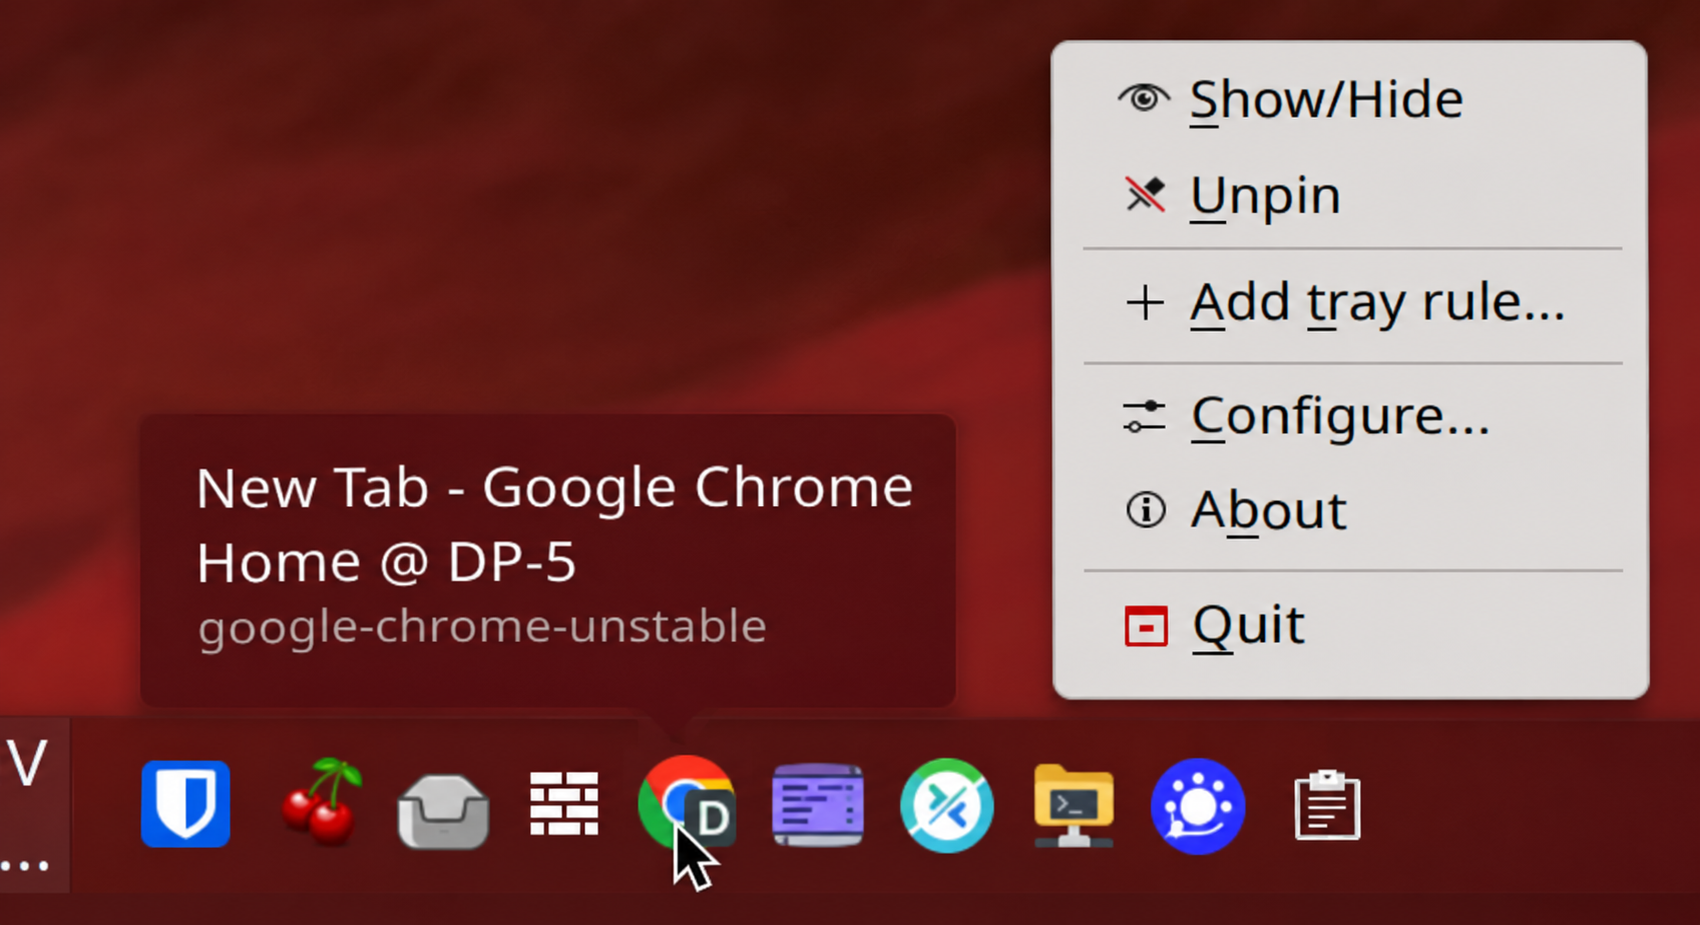 Show/Hide
Unpin
Add tray rule...
Configure...
About
Quit
New Tab - Google Chrome
Home @ DP-5
google-chrome-unstable
V
...
D